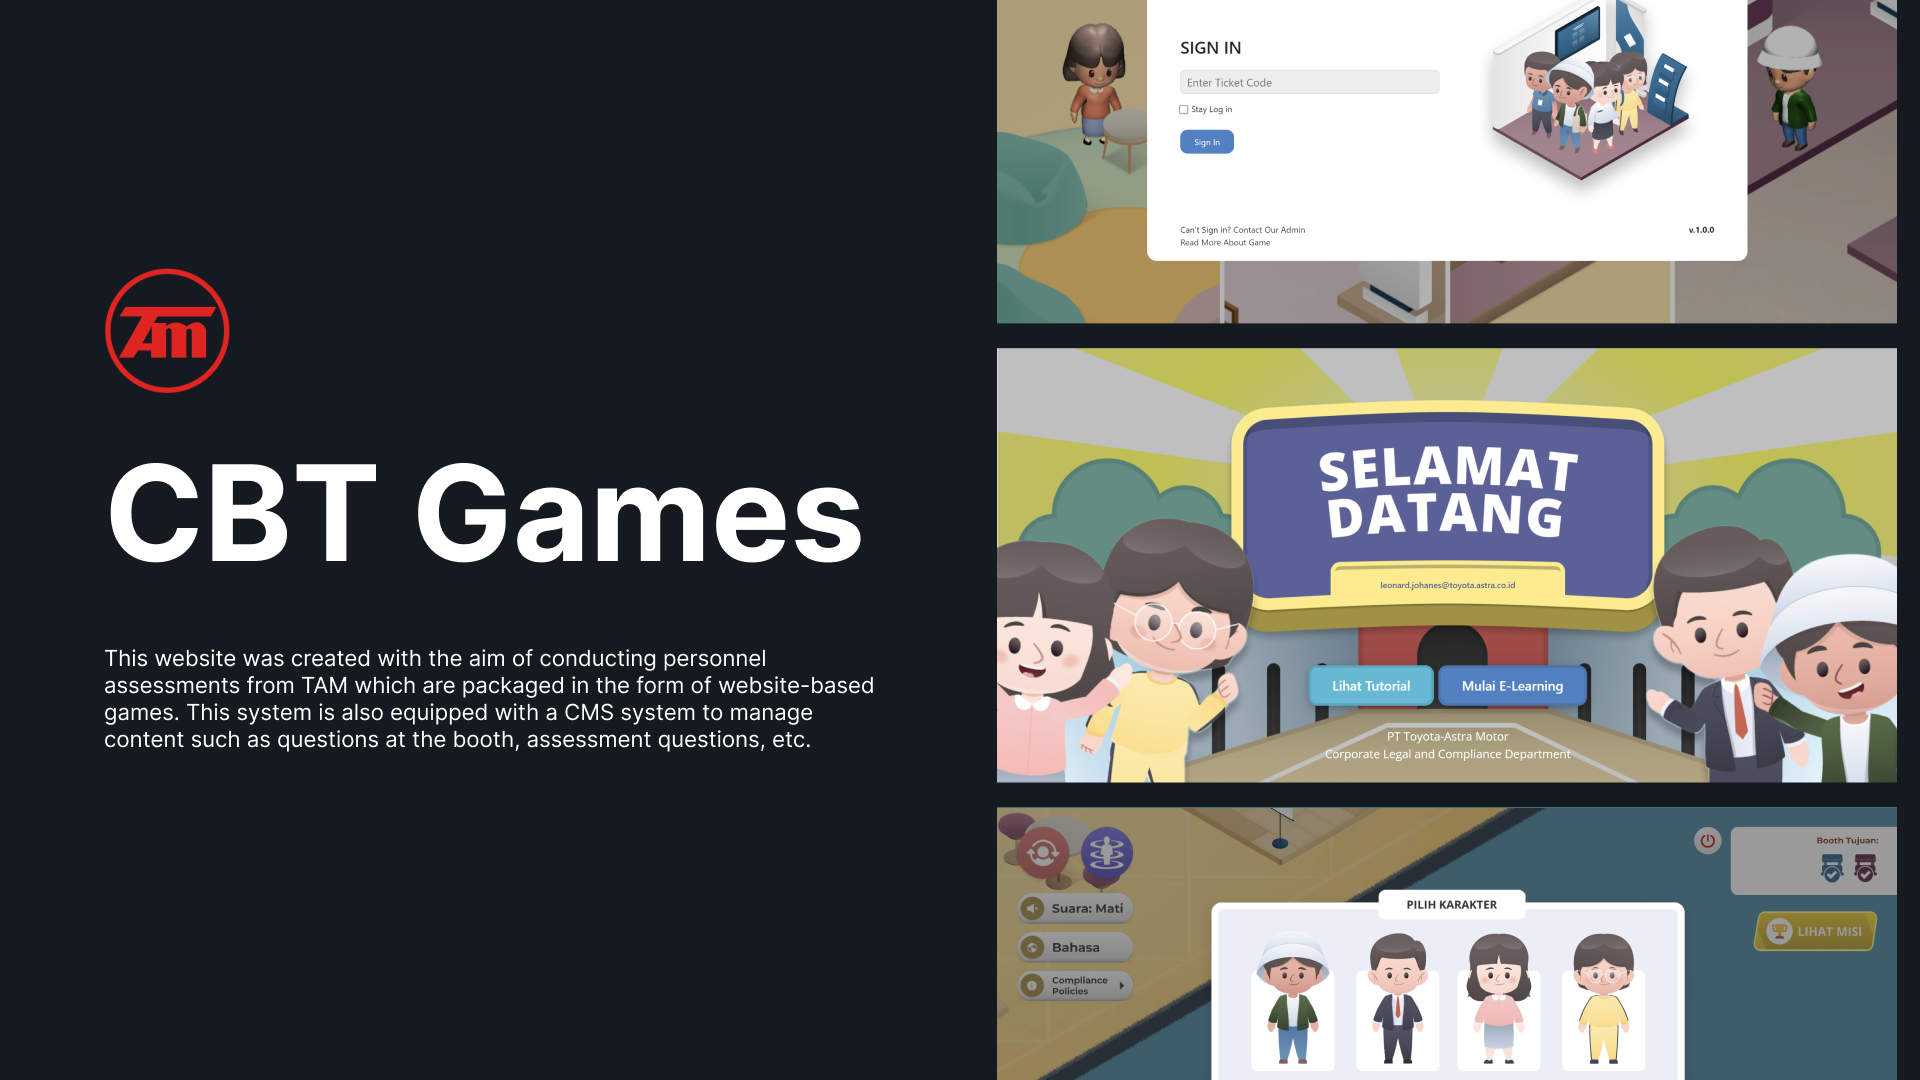 TAm
CBT Games
This website was created with the aim of conducting personnel
assessments from TAM which are packaged in the form of website-based
games. This system is also equipped with a CMS system to manage
content such as questions at the booth, assessment questions, etc.
SIGN IN
Enter Ticket Code
Stay Log in
Sign In
Can't Sign in? Contact Our Admin
Read More About Game
v.1.0.0
SELAMAT
DATANG
leonard.johanes@toyota.astra.co.id
Lihat Tutorial
Mulai E-Learning
PT Toyota-Astra Motor
Corporate Legal and Compliance Department
Suara: Mati
Bahasa
Compliance
Policies
PILIH KARAKTER
Booth Tujuan:
LIHAT MISI